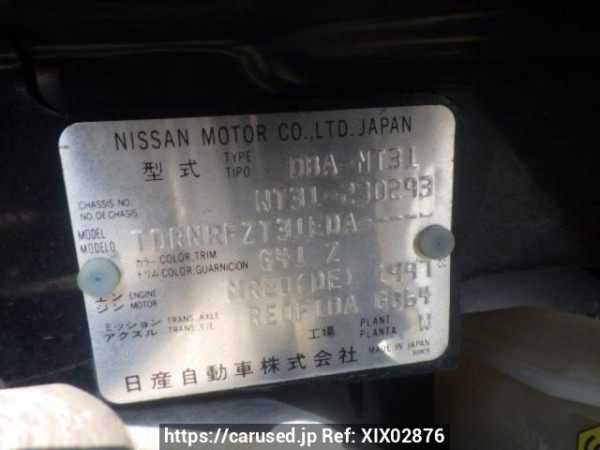 NISSAN MOTOR CO.,LTD. JAPAN
型式 TYPE TIPO DBA-NT31
CHASSIS NO. NO. DE CHASIS NT31-230293
MODEL MODELO TDRNRFZT31EDA-----
カラー COLOR, TRIM トリム COLOR, GUARNICION G41 Z
エンジン ENGINE MOTOR MR20(DE) 1997
ミッション アクスル TRANS. AXLE TRANS. EJE RE0F10A G364
工場 PLANT PLANTA W
日産自動車株式会社 MADE IN JAPAN
https://carused.jp Ref: XIX02876